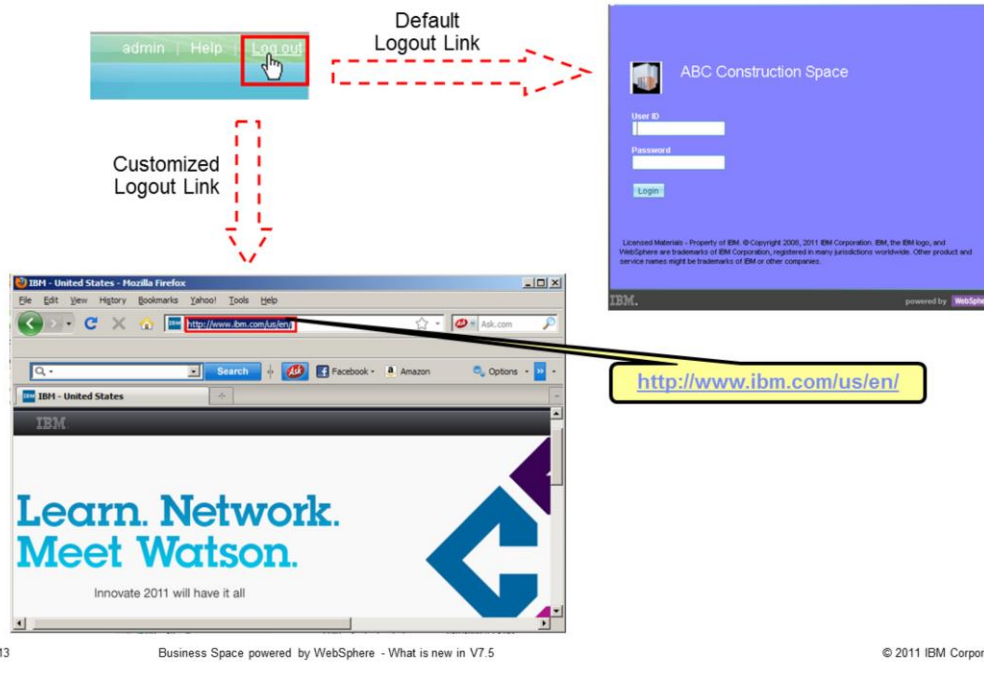 Default
Logout Link
admin | Help | Log out
Customized
Logout Link
ABC Construction Space
User ID
Password
Login
Licensed Materials - Property of IBM. © Copyright 2008, 2011 IBM Corporation. IBM, the IBM logo, and
WebSphere are trademarks of IBM Corporation, registered in many jurisdictions worldwide. Other product and
service names might be trademarks of IBM or other companies.
IBM.
powered by WebSphe
IBM - United States - Mozilla Firefox
File Edit View History Bookmarks Yahoo! Tools Help
http://www.ibm.com/us/en/
Ask.com
Search
Ask
Facebook
Amazon
Options
IBM - United States
IBM
http://www.ibm.com/us/en/
Learn. Network.
Meet Watson.
Innovate 2011 will have it all
13
Business Space powered by WebSphere - What is new in V7.5
© 2011 IBM Corpor